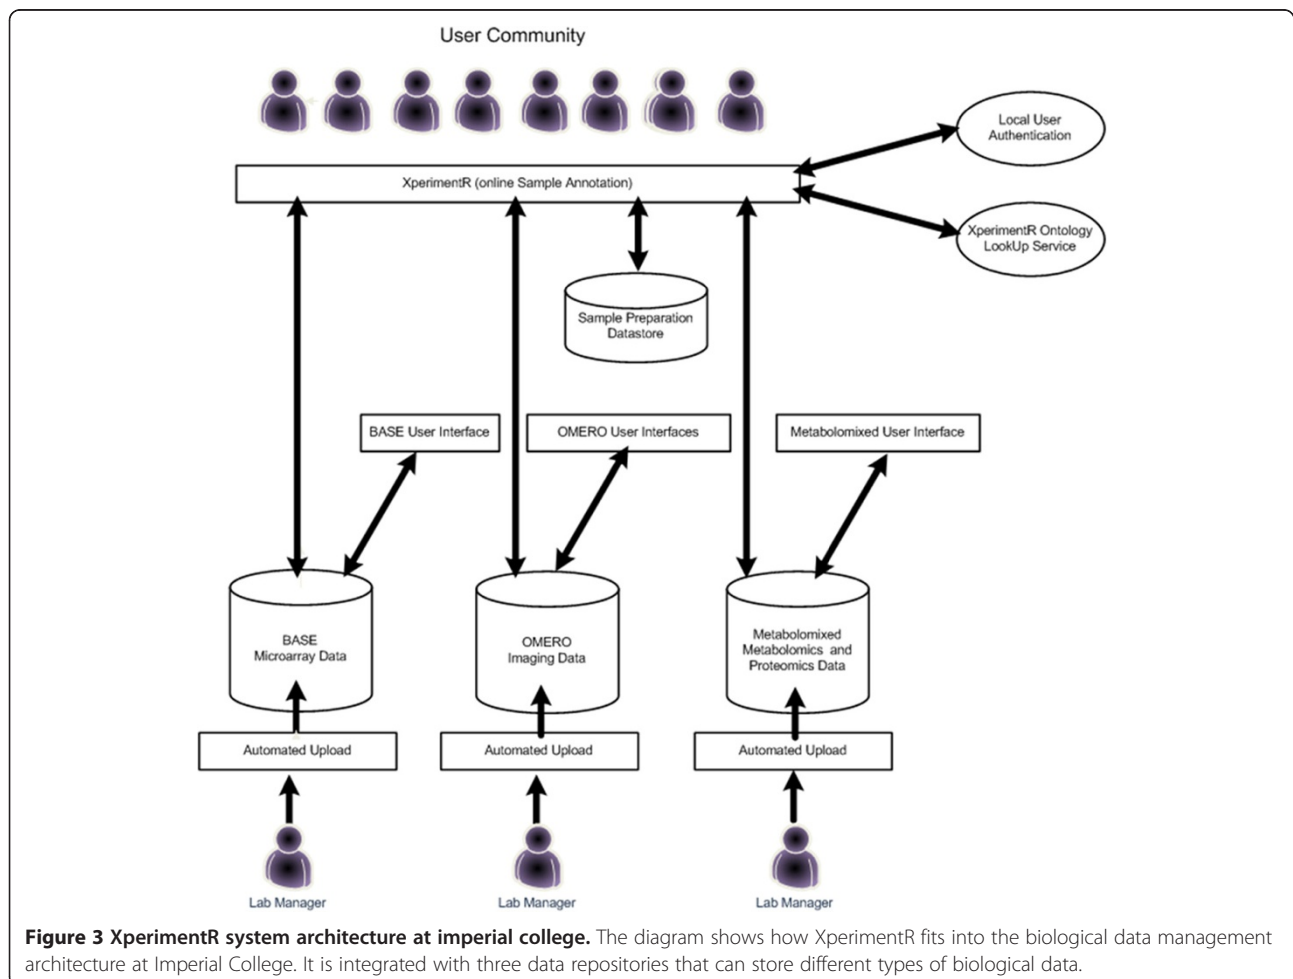 User Community
Local User
Authentication
XperimentR (online Sample Annotation)
XperimentR Ontology
LookUp Service
Sample Preparation
Datastore
BASE User Interface
OMERO User Interfaces
Metabolomixed User Interface
BASE
Microarray Data
OMERO
Imaging Data
Metabolomixed
Metabolomics and
Proteomics Data
Automated Upload
Automated Upload
Automated Upload
Lab Manager
Lab Manager
Lab Manager
Figure 3 XperimentR system architecture at imperial college. The diagram shows how XperimentR fits into the biological data management
architecture at Imperial College. It is integrated with three data repositories that can store different types of biological data.